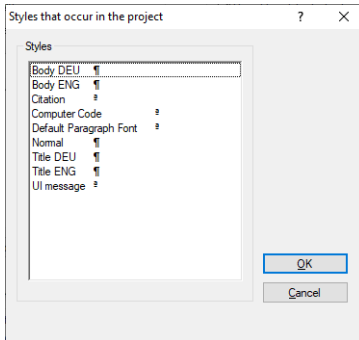 Styles that occur in the project ? ×
Styles
Body DEU ¶
Body ENG ¶
Citation ª
Computer Code ª
Default Paragraph Font ª
Normal ¶
Title DEU ¶
Title ENG ¶
UI message ª
OK
Cancel